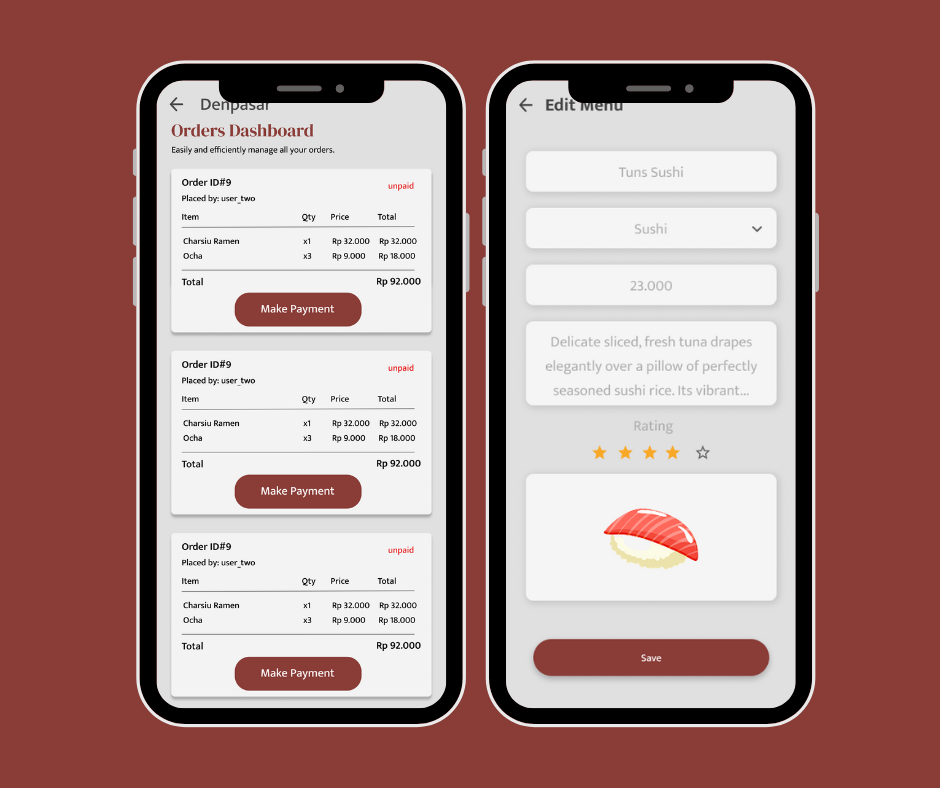 Denpasar
Orders Dashboard
Easily and efficiently manage all your orders.
Order ID#9
unpaid
Placed by: user_two
Item Qty Price Total
Charsiu Ramen x1 Rp 32.000 Rp 32.000
Ocha x3 Rp 9.000 Rp 18.000
Total Rp 92.000
Make Payment
Order ID#9
unpaid
Placed by: user_two
Item Qty Price Total
Charsiu Ramen x1 Rp 32.000 Rp 32.000
Ocha x3 Rp 9.000 Rp 18.000
Total Rp 92.000
Make Payment
Order ID#9
unpaid
Placed by: user_two
Item Qty Price Total
Charsiu Ramen x1 Rp 32.000 Rp 32.000
Ocha x3 Rp 9.000 Rp 18.000
Total Rp 92.000
Make Payment
Edit Menu
Tuns Sushi
Sushi
23.000
Delicate sliced, fresh tuna drapes
elegantly over a pillow of perfectly
seasoned sushi rice. Its vibrant...
Rating
Save